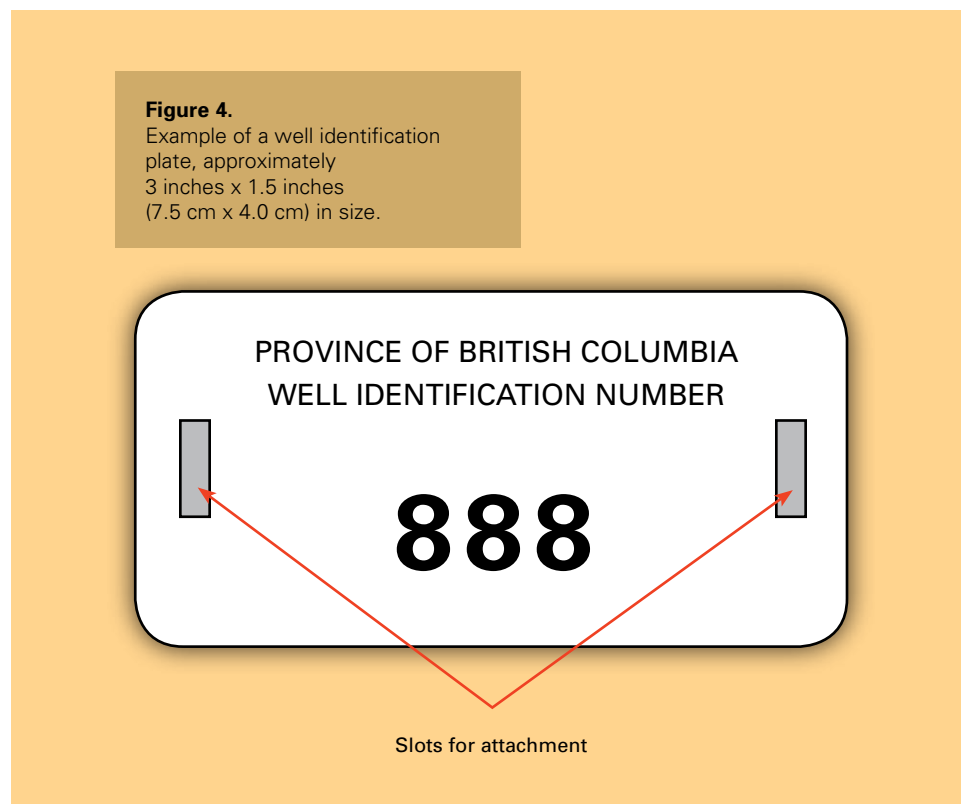 Figure 4.
Example of a well identification
plate, approximately
3 inches x 1.5 inches
(7.5 cm x 4.0 cm) in size.
PROVINCE OF BRITISH COLUMBIA
WELL IDENTIFICATION NUMBER
888
Slots for attachment